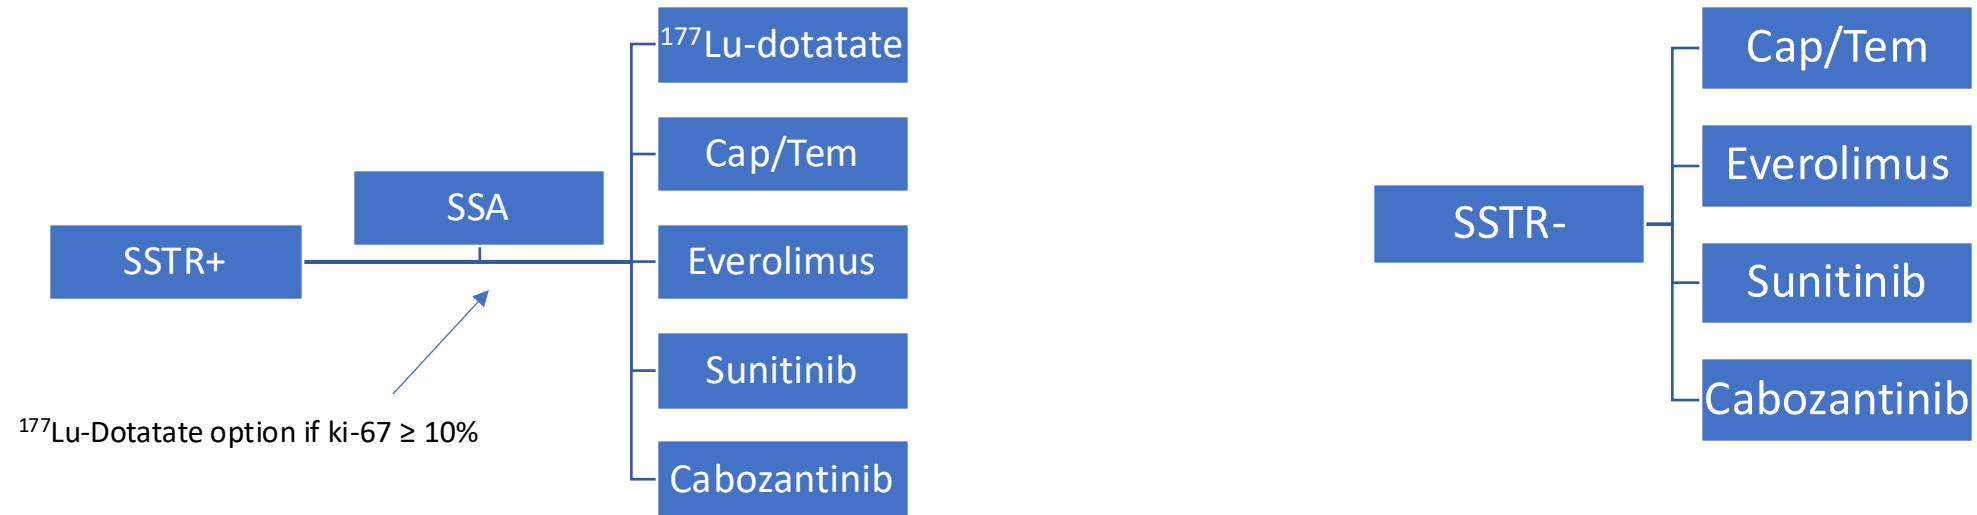 SSTR+
SSA
¹⁷⁷Lu-dotatate
Cap/Tem
Everolimus
Sunitinib
Cabozantinib
¹⁷⁷Lu-Dotatate option if ki-67 ≥ 10%
SSTR-
Cap/Tem
Everolimus
Sunitinib
Cabozantinib